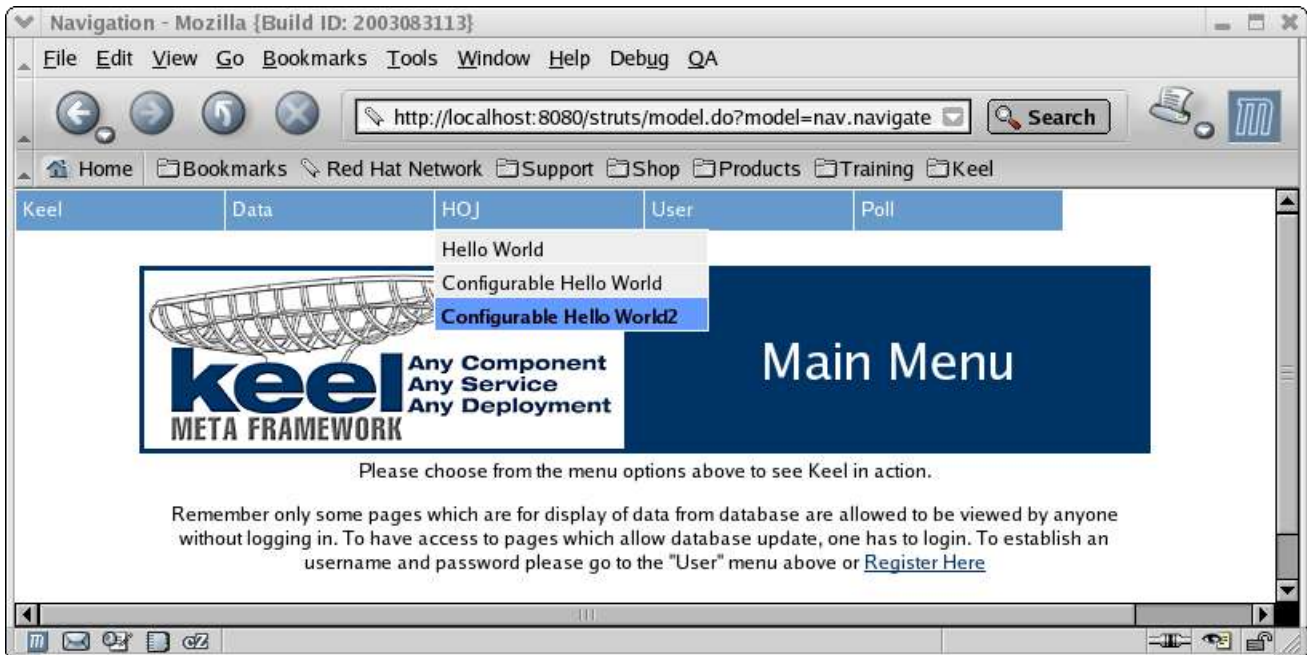 Navigation - Mozilla {Build ID: 2003083113}
File Edit View Go Bookmarks Tools Window Help Debug QA
http://localhost:8080/struts/model.do?model=nav.navigate Search
Home Bookmarks Red Hat Network Support Shop Products Training Keel
Keel Data HOJ User Poll
Hello World
Configurable Hello World
Configurable Hello World2
keel
META FRAMEWORK
Any Component
Any Service
Any Deployment
Main Menu
Please choose from the menu options above to see Keel in action.
Remember only some pages which are for display of data from database are allowed to be viewed by anyone
without logging in. To have access to pages which allow database update, one has to login. To establish an
username and password please go to the "User" menu above or Register Here